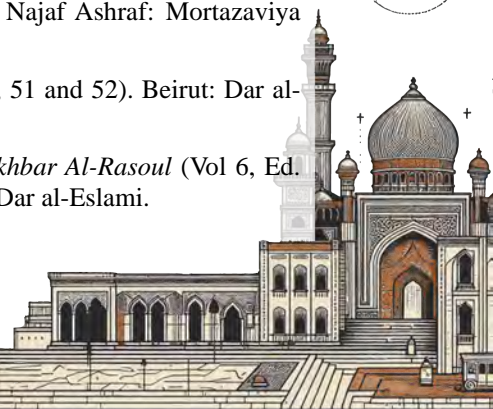 Najaf Ashraf: Mortazaviya
51 and 52). Beirut: Dar al-
khbar Al-Rasoul (Vol 6, Ed.
Dar al-Eslami.